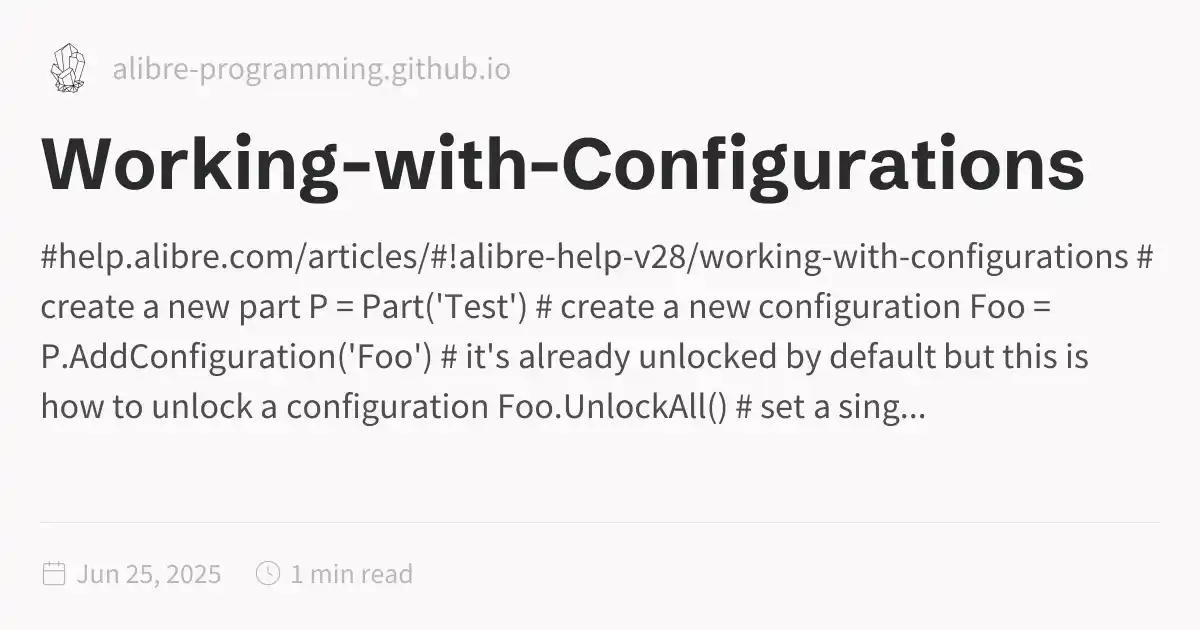 alibre-programming.github.io
Working-with-Configurations
#help.alibre.com/articles/#!alibre-help-v28/working-with-configurations #
create a new part P = Part('Test') # create a new configuration Foo =
P.AddConfiguration('Foo') # it's already unlocked by default but this is
how to unlock a configuration Foo.UnlockAll() # set a sing...
Jun 25, 2025 1 min read